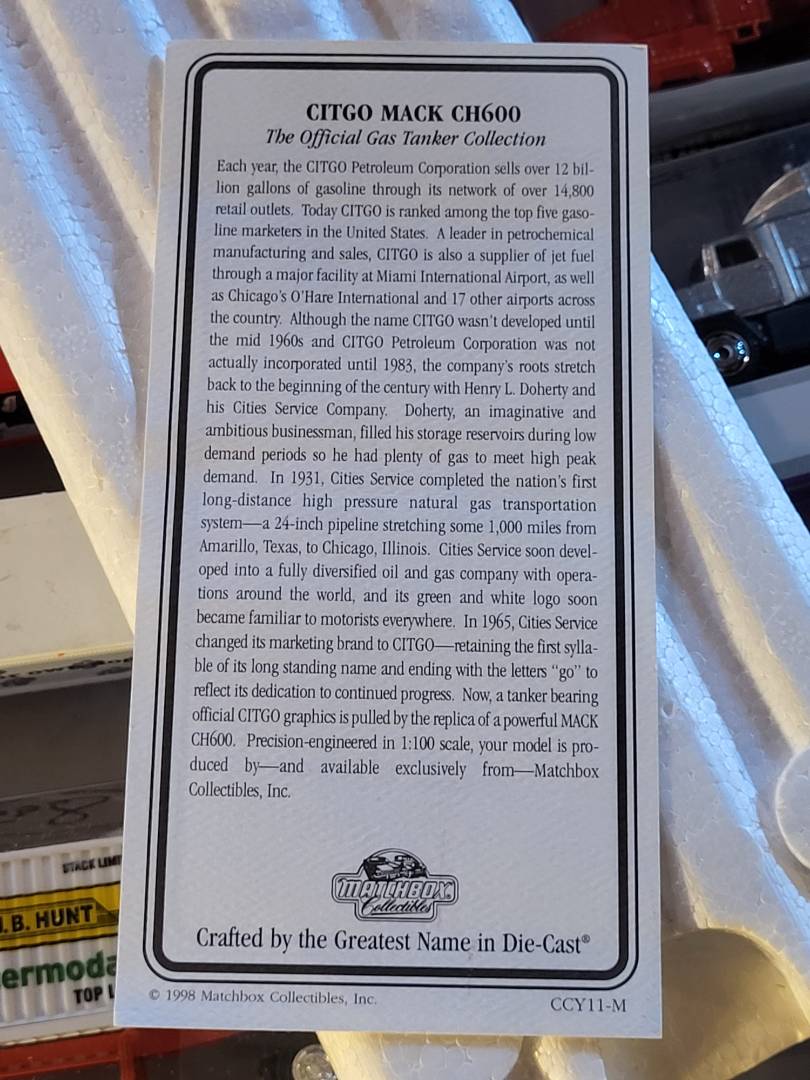 CITGO MACK CH600
The Official Gas Tanker Collection
Each year, the CITGO Petroleum Corporation sells over 12 bil-
lion gallons of gasoline through its network of over 14,800
retail outlets. Today CITGO is ranked among the top five gaso-
line marketers in the United States. A leader in petrochemical
manufacturing and sales, CITGO is also a supplier of jet fuel
through a major facility at Miami International Airport, as well
as Chicago's O'Hare International and 17 other airports across
the country. Although the name CITGO wasn't developed until
the mid 1960s and CITGO Petroleum Corporation was not
actually incorporated until 1983, the company's roots stretch
back to the beginning of the century with Henry L. Doherty and
his Cities Service Company. Doherty, an imaginative and
ambitious businessman, filled his storage reservoirs during low
demand periods so he had plenty of gas to meet high peak
demand. In 1931, Cities Service completed the nation's first
long-distance high pressure natural gas transportation
system—a 24-inch pipeline stretching some 1,000 miles from
Amarillo, Texas, to Chicago, Illinois. Cities Service soon devel-
oped into a fully diversified oil and gas company with opera-
tions around the world, and its green and white logo soon
became familiar to motorists everywhere. In 1965, Cities Service
changed its marketing brand to CITGO—retaining the first sylla-
ble of its long standing name and ending with the letters “go” to
reflect its dedication to continued progress. Now, a tanker bearing
official CITGO graphics is pulled by the replica of a powerful MACK
CH600. Precision-engineered in 1:100 scale, your model is pro-
duced by—and available exclusively from—Matchbox
Collectibles, Inc.
MATCHBOX
Collectibles
Crafted by the Greatest Name in Die-Cast®
© 1998 Matchbox Collectibles, Inc.
CCY11-M
STACK LIM
J.B. HUNT
ermoda
TOP L